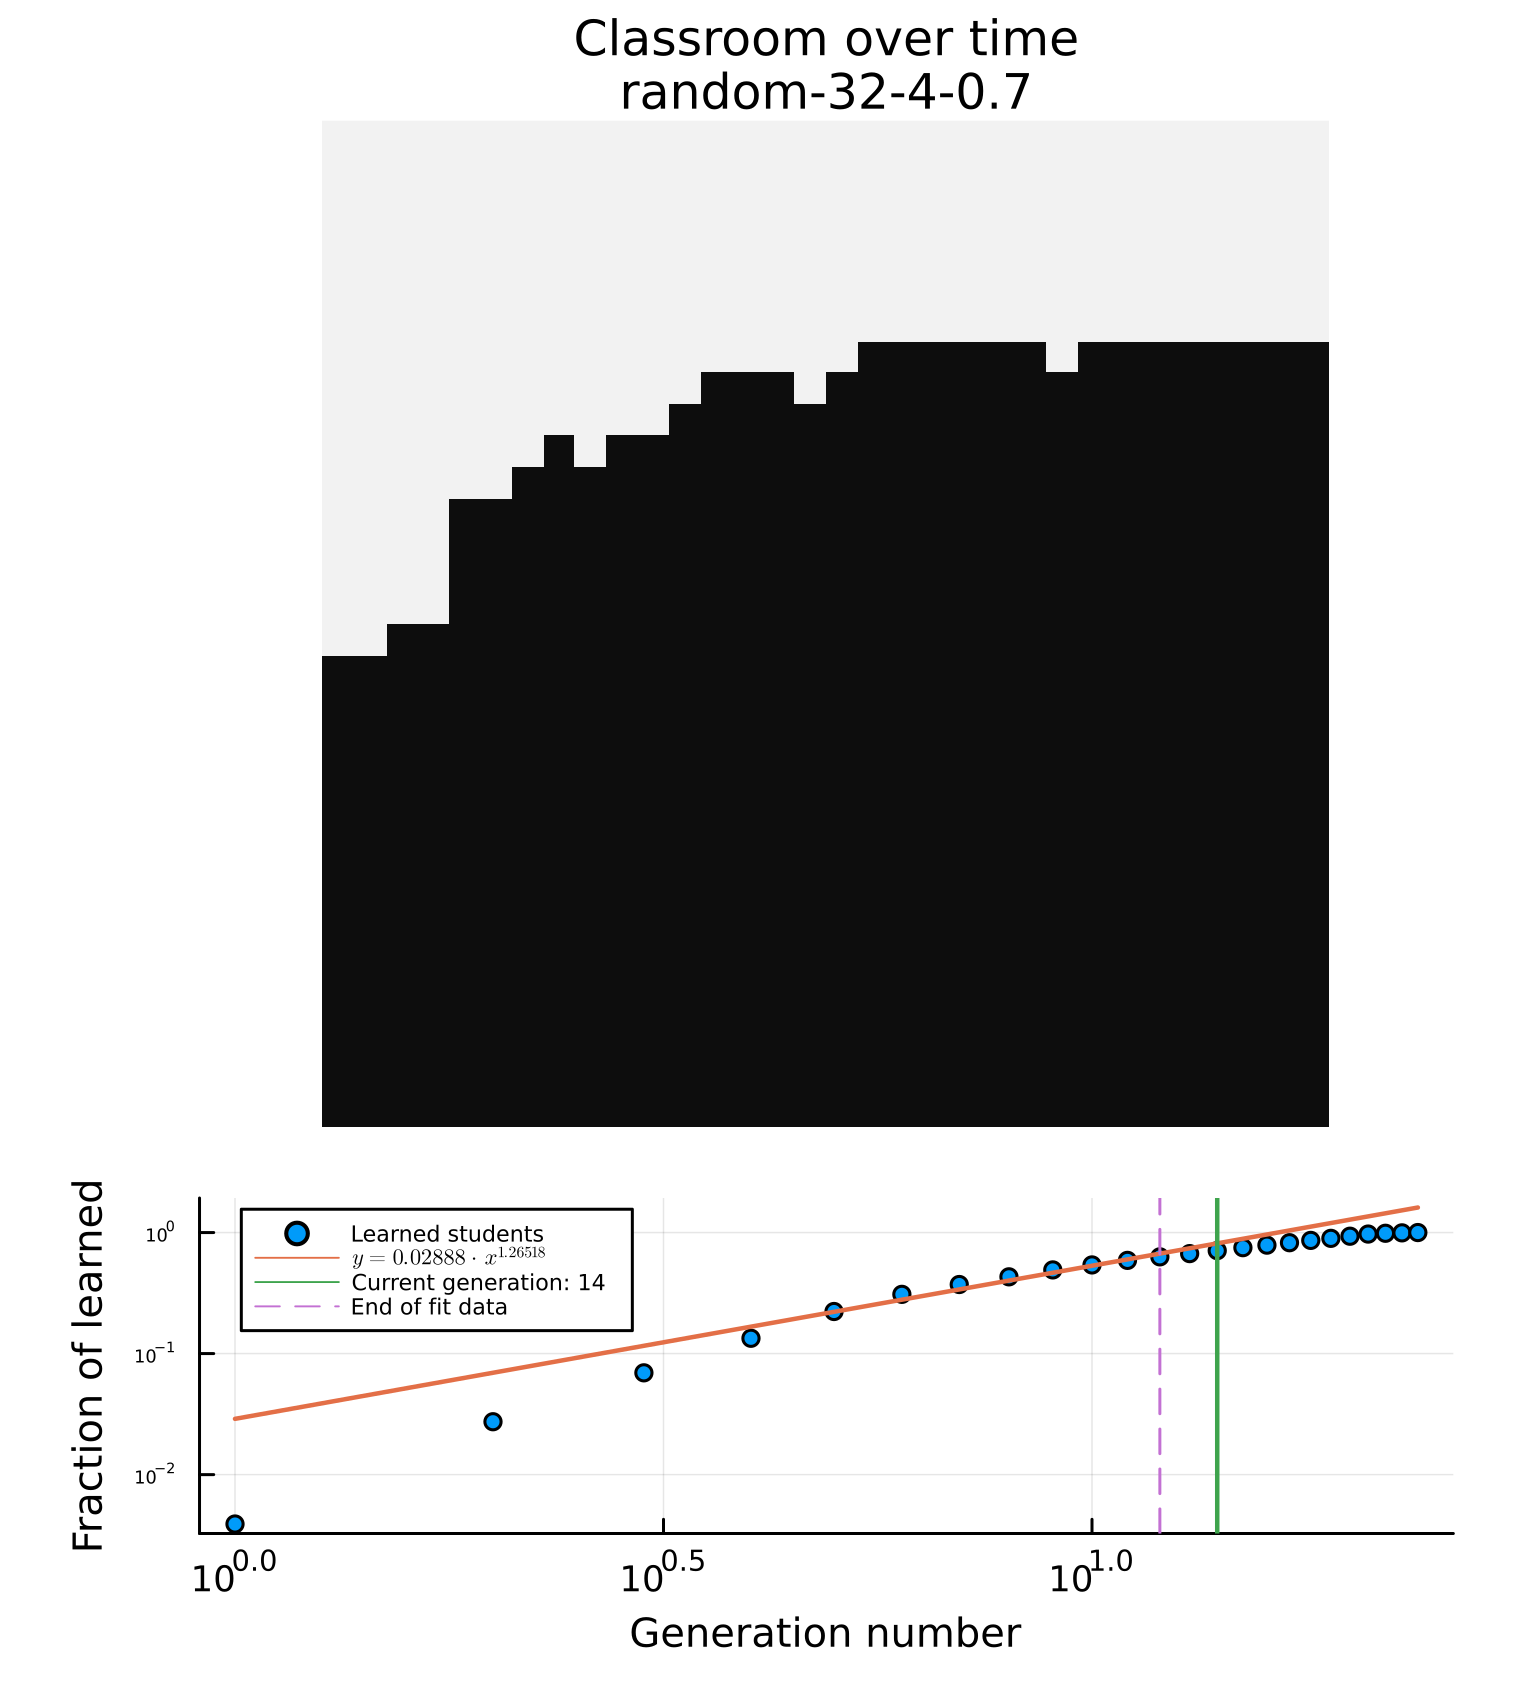 Classroom over time
random-32-4-0.7
Fraction of learned
10⁰
10⁻¹
10⁻²
Learned students
y = 0.02888 · x^1.26518
Current generation: 14
End of fit data
10^0.0
10^0.5
10^1.0
Generation number